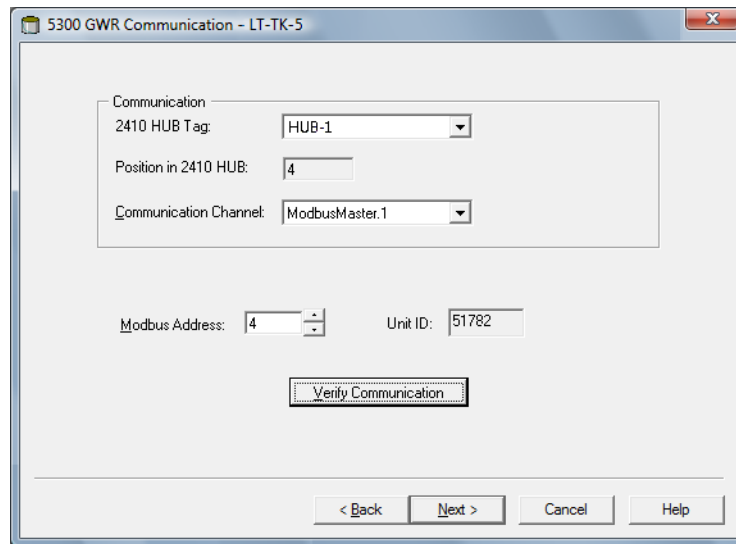 5300 GWR Communication - LT-TK-5
Communication
2410 HUB Tag: HUB-1
Position in 2410 HUB: 4
Communication Channel: ModbusMaster.1
Modbus Address: 4 Unit ID: 51782
Verify Communication
< Back Next > Cancel Help